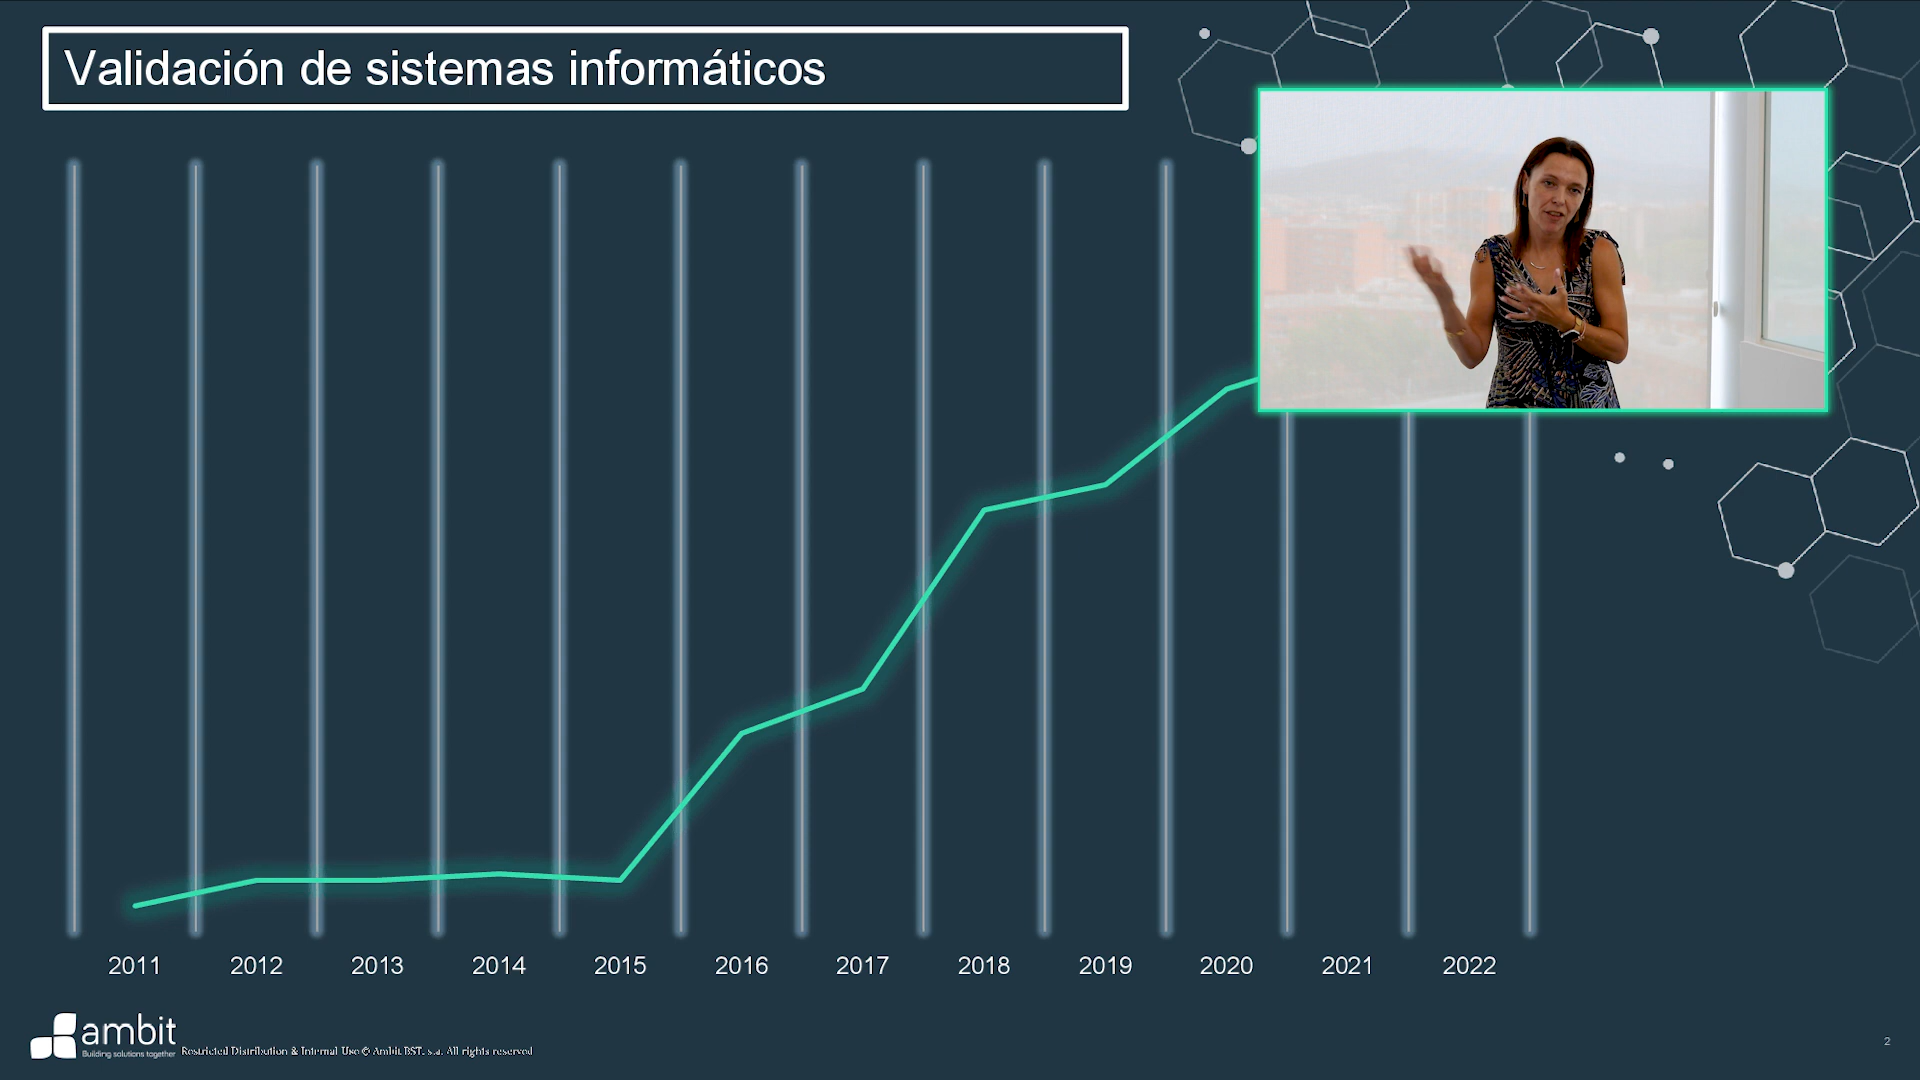 Validación de sistemas informáticos
2011 2012 2013 2014 2015 2016 2017 2018 2019 2020 2021 2022
ambit
Building solutions together
Restricted Distribution & Internal Use © Ambit BST. s.a. All rights reserved
2